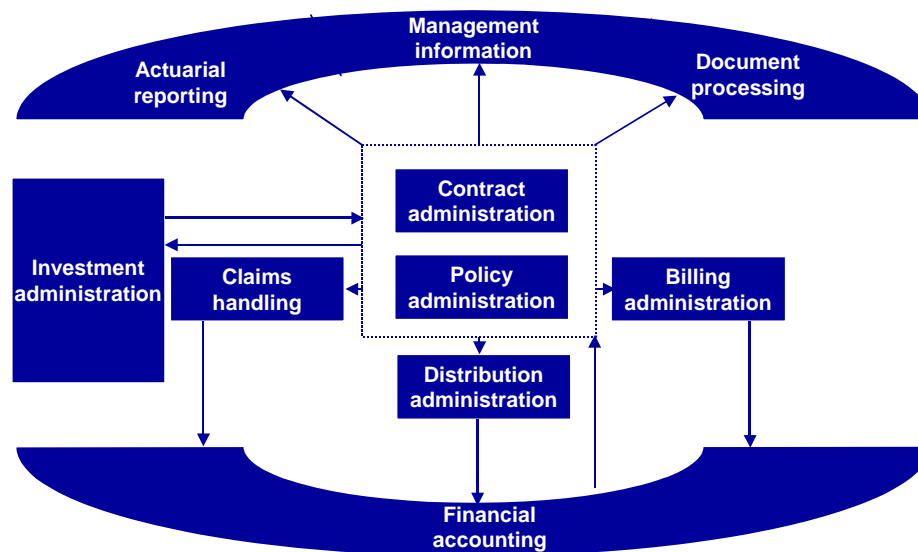 Management
information
Actuarial
reporting
Document
processing
Contract
administration
Investment
administration
Claims
handling
Policy
administration
Billing
administration
Distribution
administration
Financial
accounting